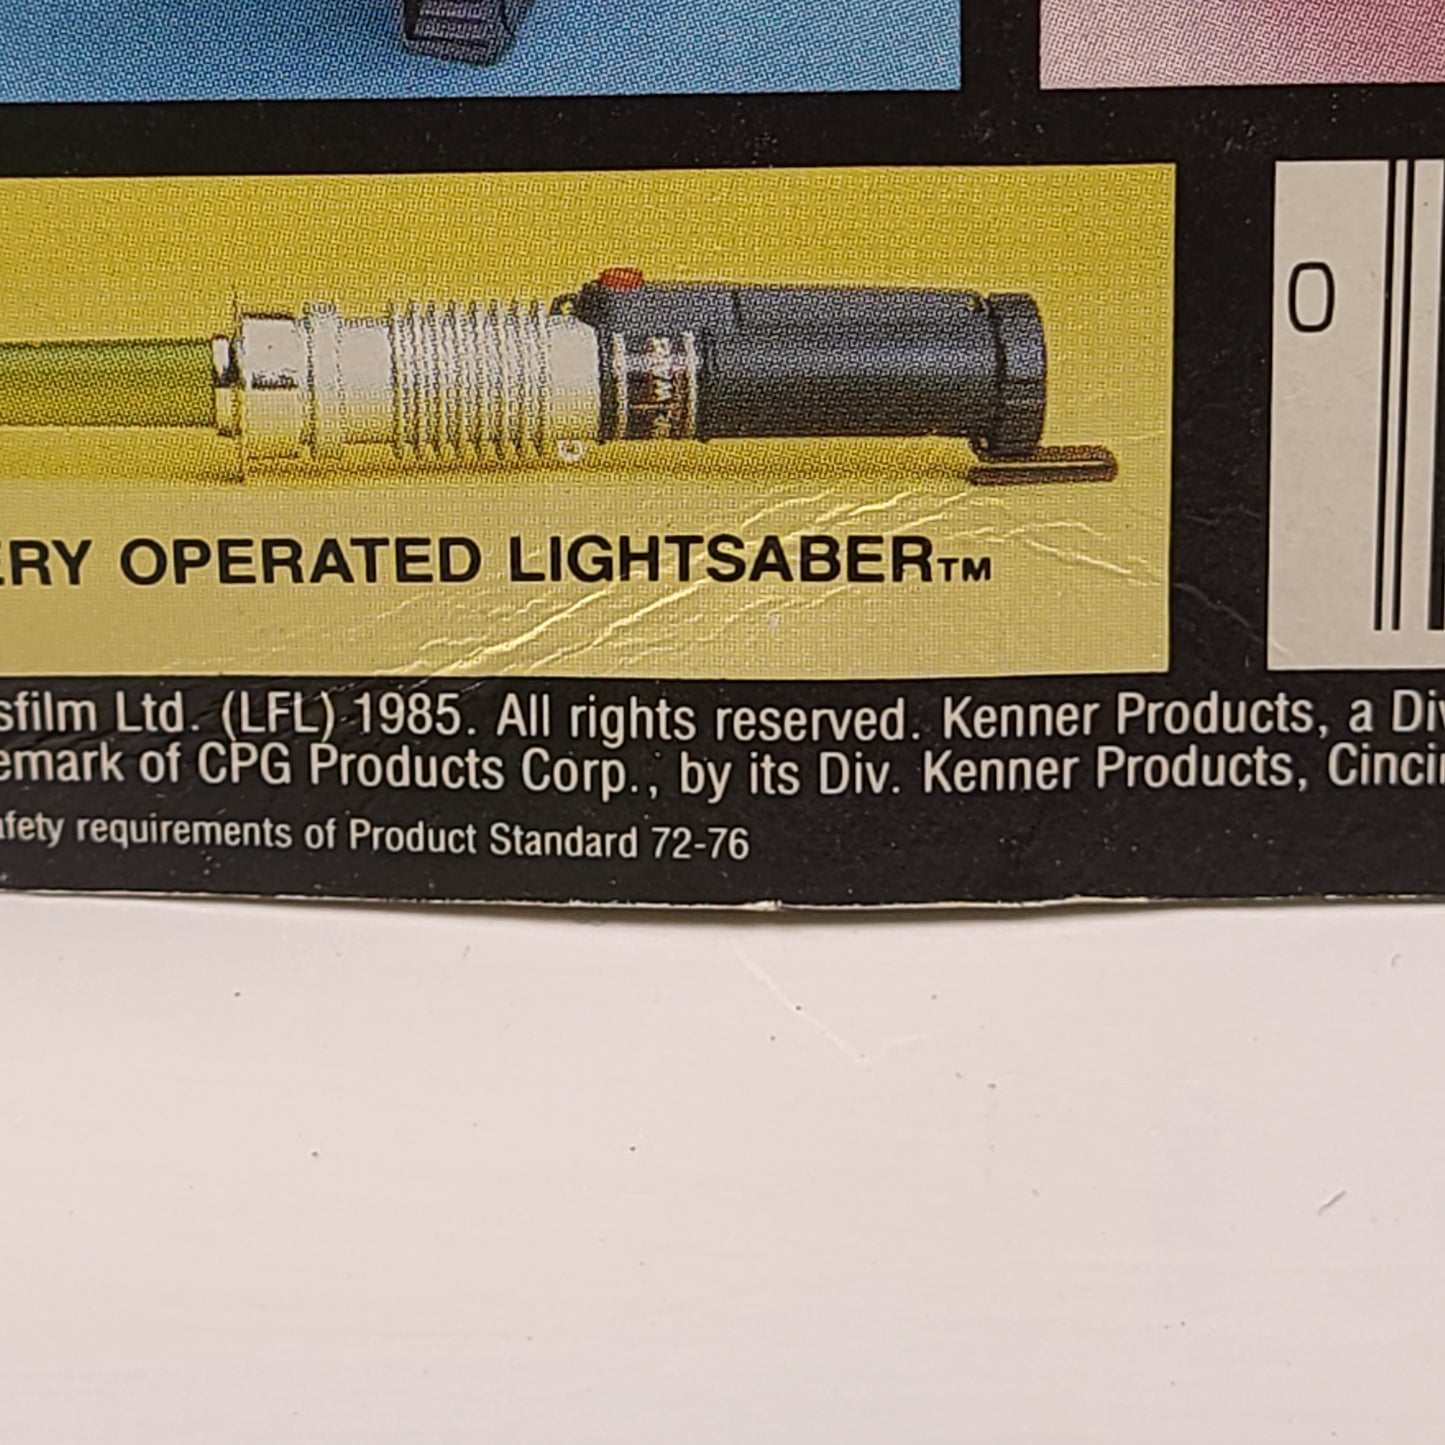 0
ERY OPERATED LIGHTSABER™
sfilm Ltd. (LFL) 1985. All rights reserved. Kenner Products, a Div
emark of CPG Products Corp., by its Div. Kenner Products, Cincin
afety requirements of Product Standard 72-76